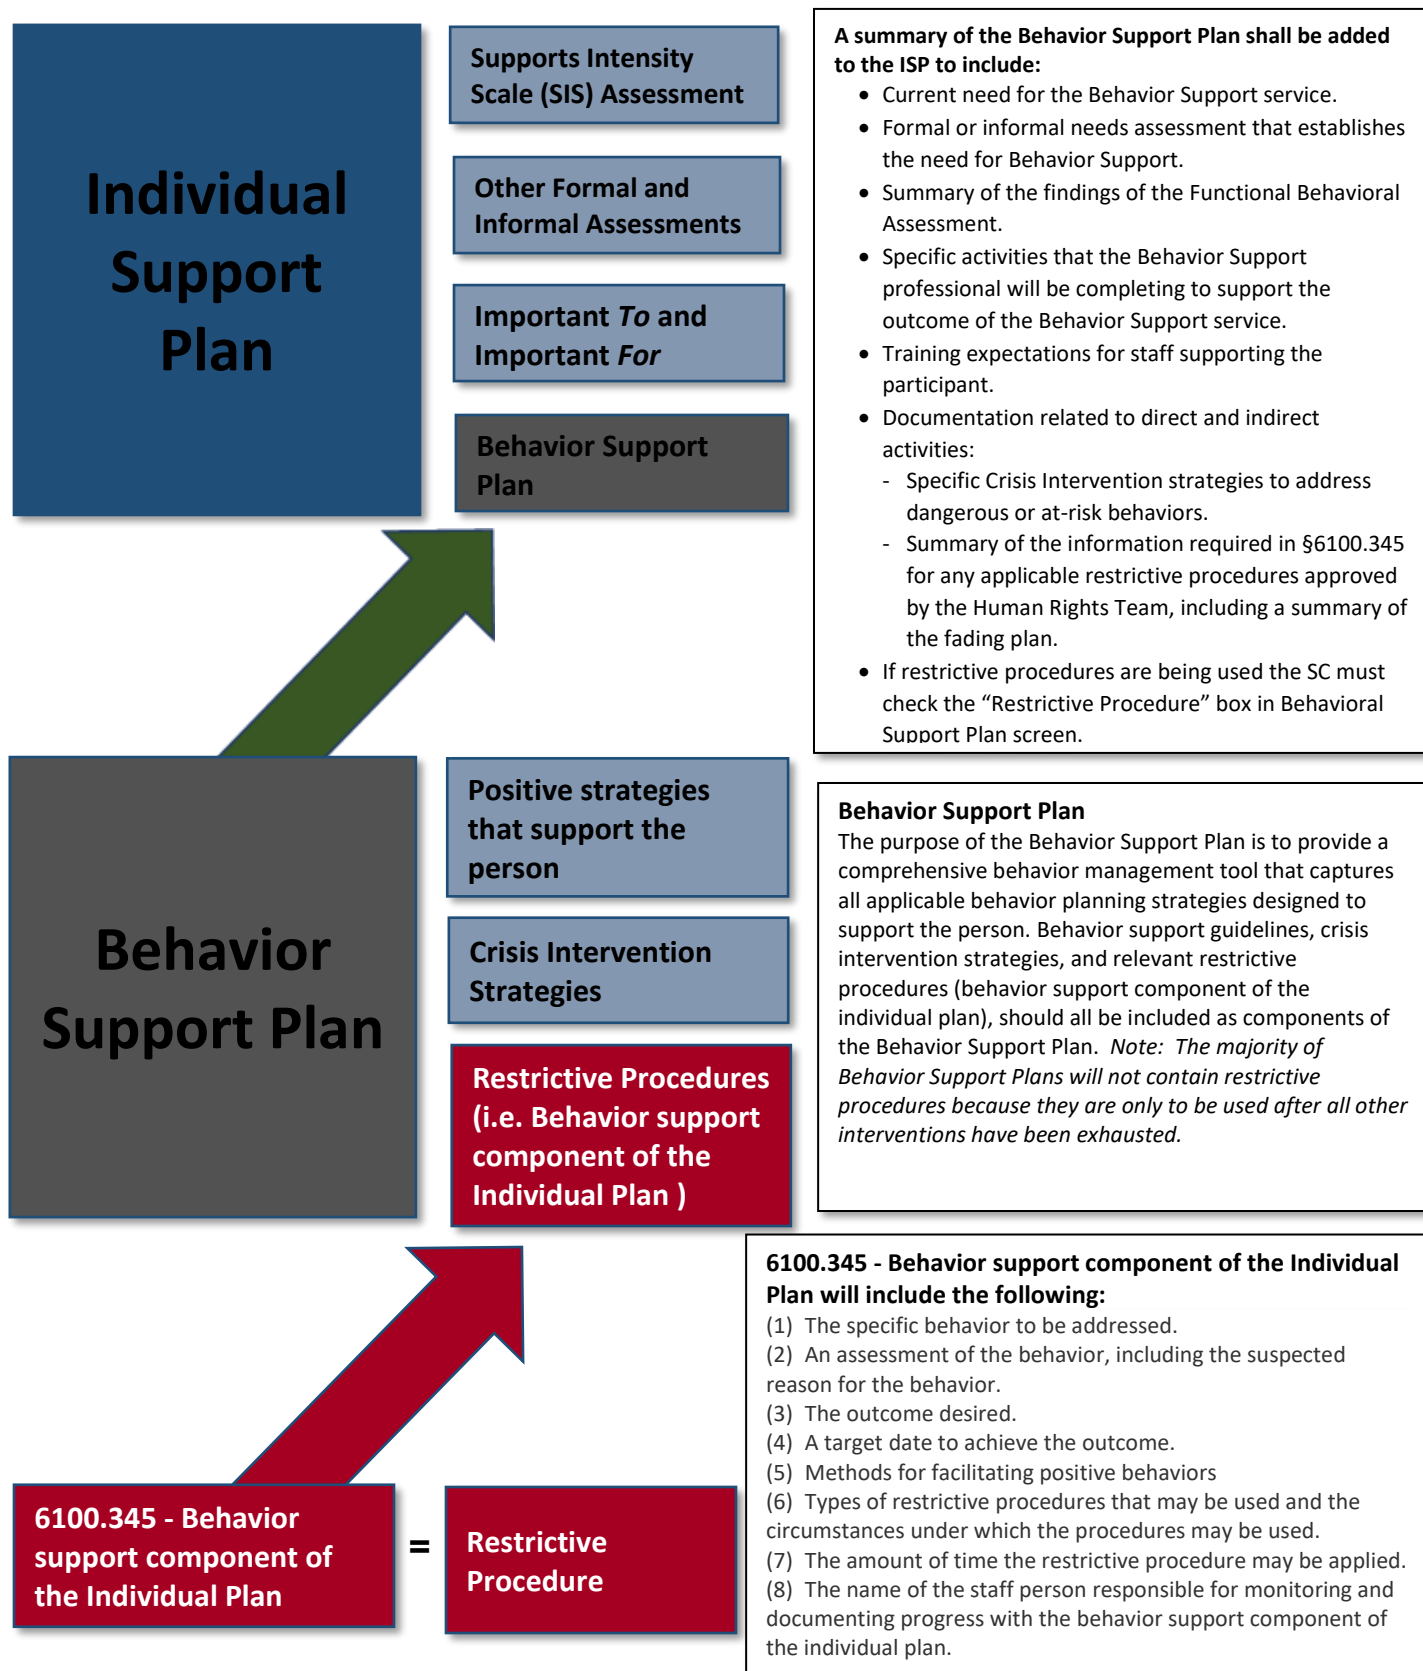 Individual
Support
Plan
Supports Intensity
Scale (SIS) Assessment
Other Formal and
Informal Assessments
Important To and
Important For
Behavior Support
Plan
A summary of the Behavior Support Plan shall be added
to the ISP to include:
• Current need for the Behavior Support service.
• Formal or informal needs assessment that establishes
the need for Behavior Support.
• Summary of the findings of the Functional Behavioral
Assessment.
• Specific activities that the Behavior Support
professional will be completing to support the
outcome of the Behavior Support service.
• Training expectations for staff supporting the
participant.
• Documentation related to direct and indirect
activities:
- Specific Crisis Intervention strategies to address
dangerous or at-risk behaviors.
- Summary of the information required in §6100.345
for any applicable restrictive procedures approved
by the Human Rights Team, including a summary of
the fading plan.
• If restrictive procedures are being used the SC must
check the “Restrictive Procedure” box in Behavioral
Support Plan screen.
Behavior
Support Plan
Positive strategies
that support the
person
Crisis Intervention
Strategies
Restrictive Procedures
(i.e. Behavior support
component of the
Individual Plan )
Behavior Support Plan
The purpose of the Behavior Support Plan is to provide a
comprehensive behavior management tool that captures
all applicable behavior planning strategies designed to
support the person. Behavior support guidelines, crisis
intervention strategies, and relevant restrictive
procedures (behavior support component of the
individual plan), should all be included as components of
the Behavior Support Plan. Note: The majority of
Behavior Support Plans will not contain restrictive
procedures because they are only to be used after all other
interventions have been exhausted.
6100.345 - Behavior
support component of
the Individual Plan
=
Restrictive
Procedure
6100.345 - Behavior support component of the Individual
Plan will include the following:
(1) The specific behavior to be addressed.
(2) An assessment of the behavior, including the suspected
reason for the behavior.
(3) The outcome desired.
(4) A target date to achieve the outcome.
(5) Methods for facilitating positive behaviors
(6) Types of restrictive procedures that may be used and the
circumstances under which the procedures may be used.
(7) The amount of time the restrictive procedure may be applied.
(8) The name of the staff person responsible for monitoring and
documenting progress with the behavior support component of
the individual plan.